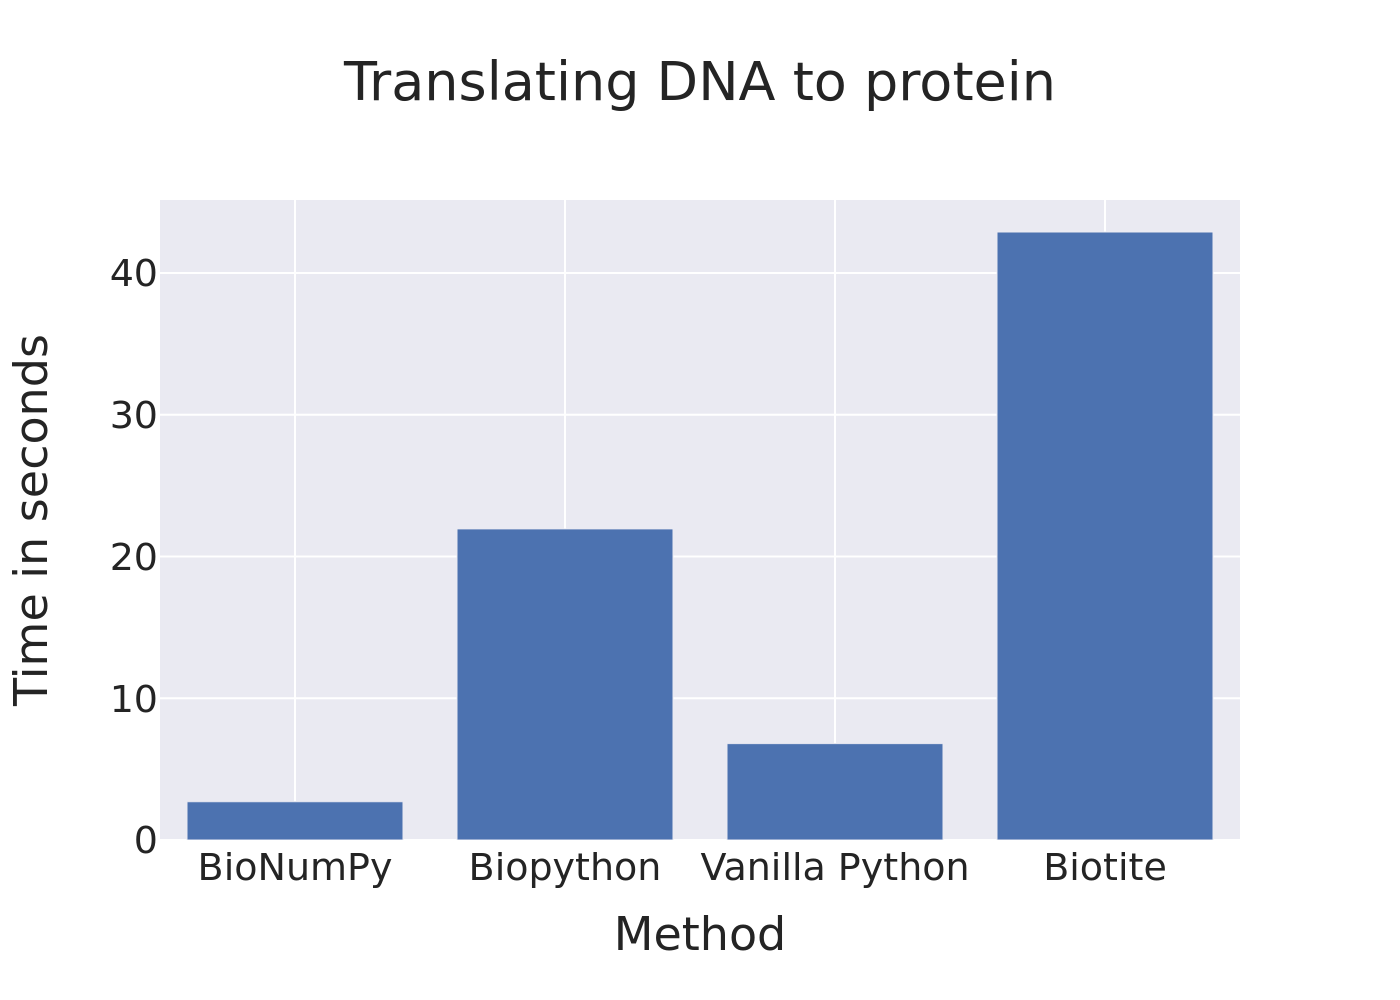 Translating DNA to protein
Time in seconds
40
30
20
10
0
BioNumPy Biopython Vanilla Python Biotite
Method